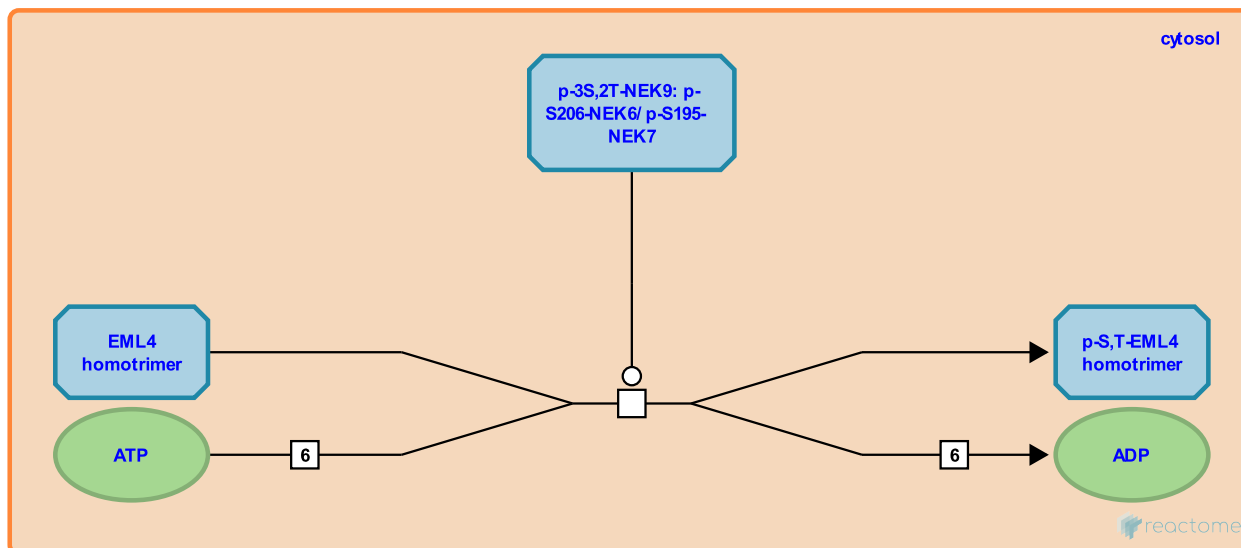 cytosol
p-3S,2T-NEK9: p-
S206-NEK6/ p-S195-
NEK7
EML4
homotrimer
p-S,T-EML4
homotrimer
ATP
6
6
ADP
reactome